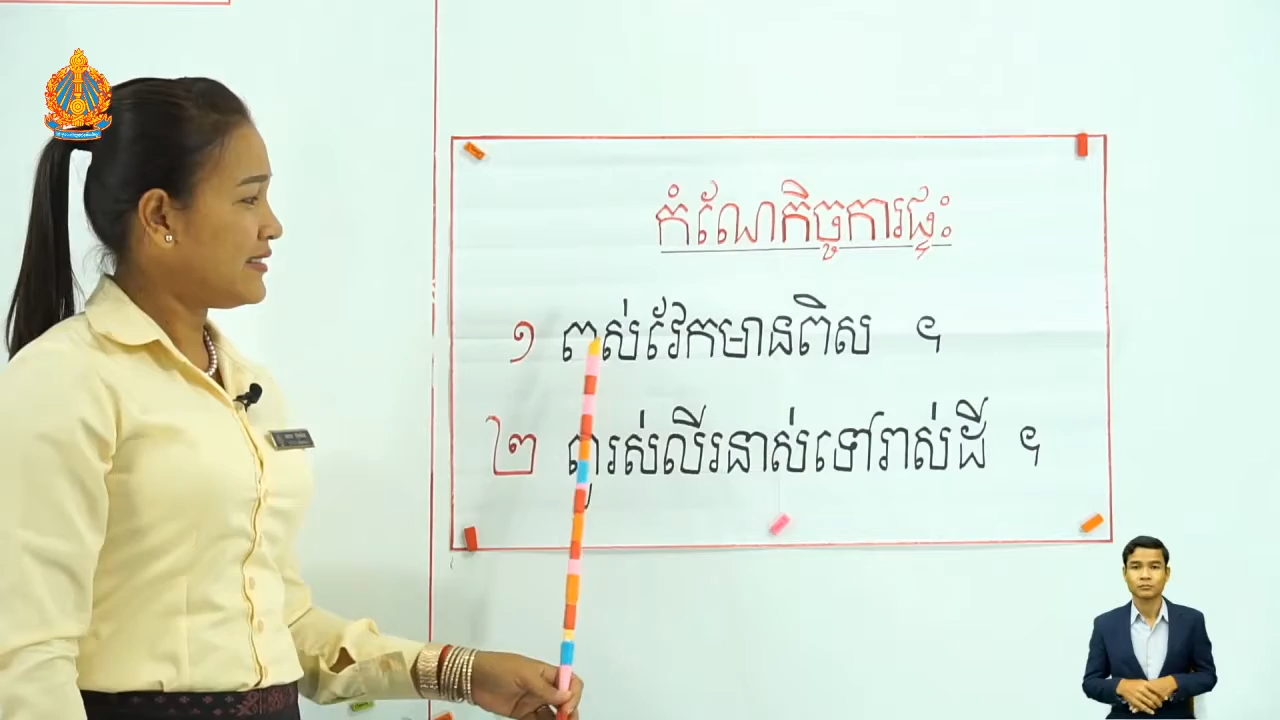 កំណែកិច្ចការផ្ទះ
១ ពស់វែកមានពិស ។
២ ពូរស់លីរនាស់ទៅរាស់ដី ។